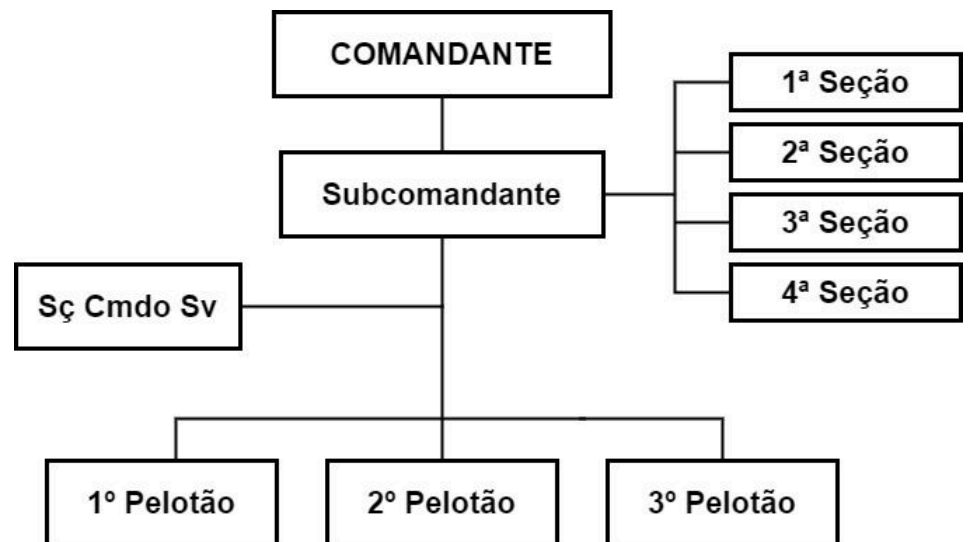 COMANDANTE
Subcomandante
1ª Seção
2ª Seção
3ª Seção
4ª Seção
Sç Cmdo Sv
1º Pelotão
2º Pelotão
3º Pelotão